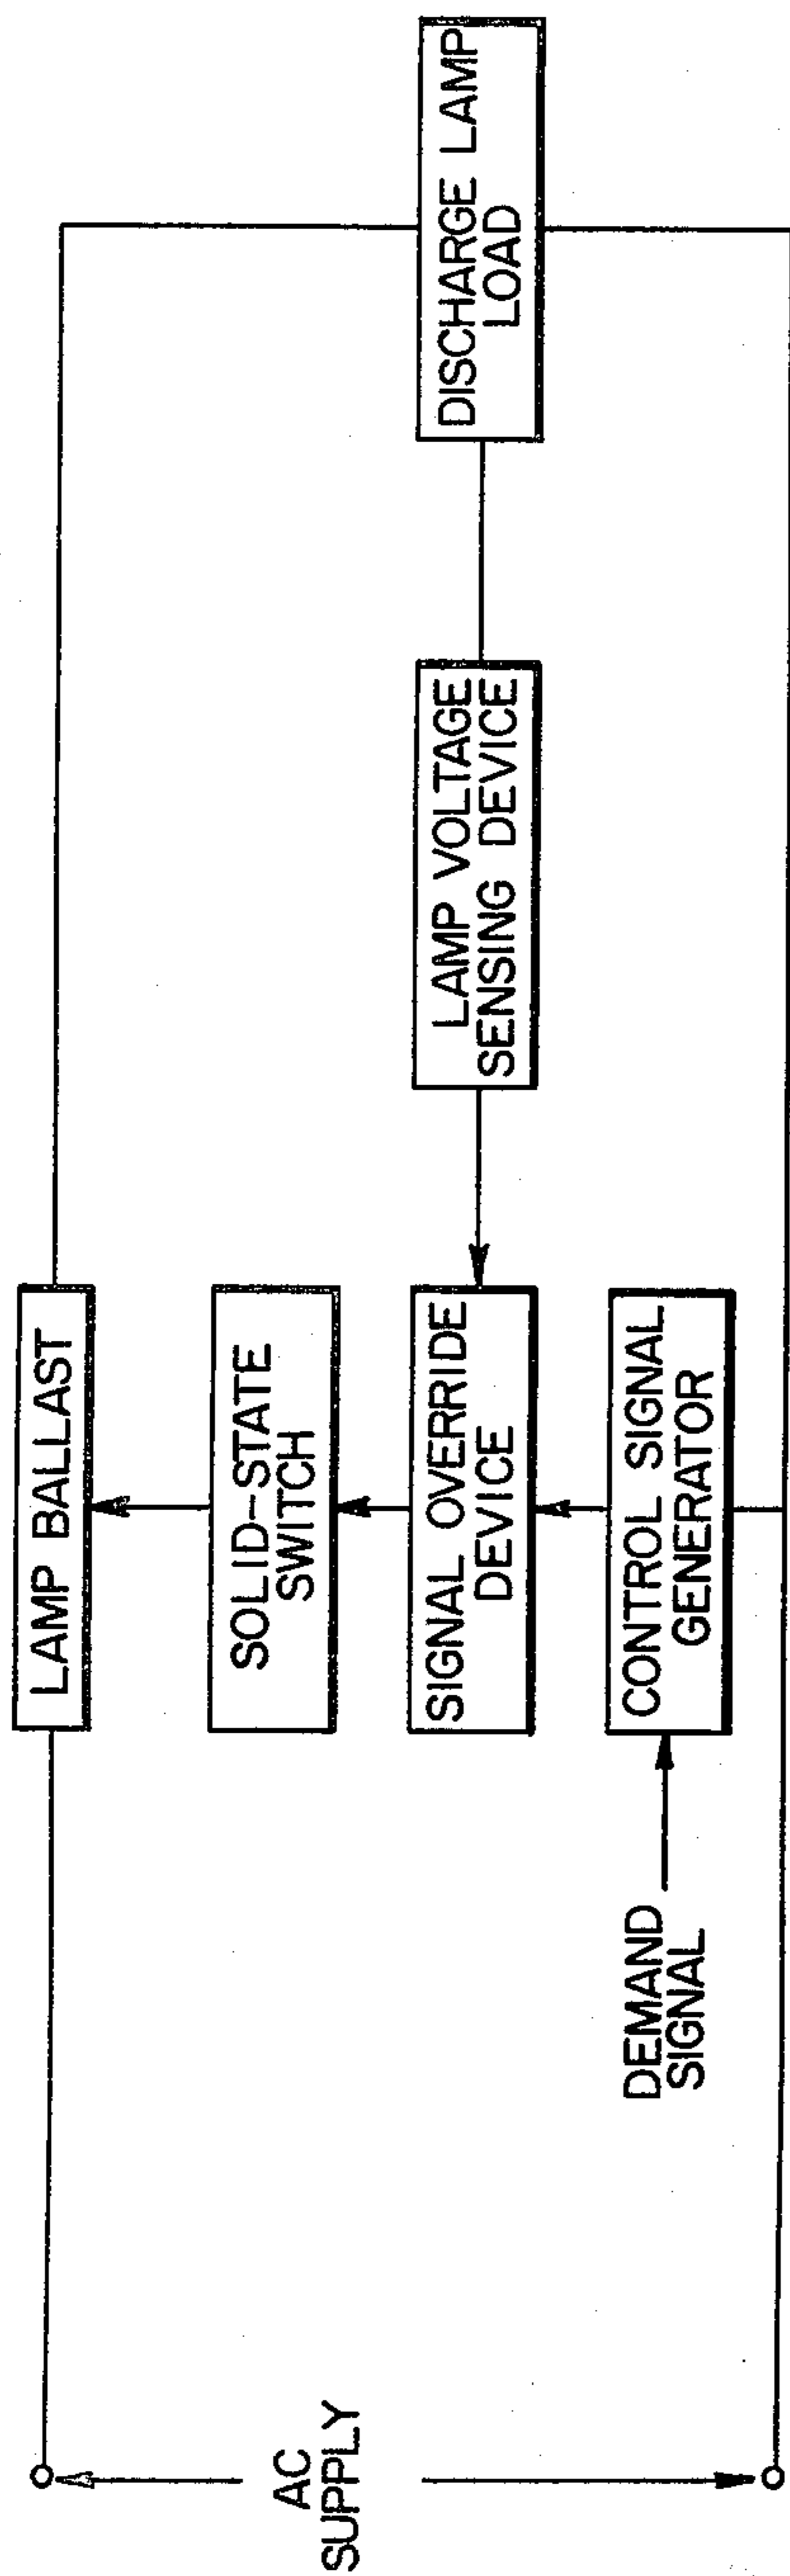 LAMP BALLAST
SOLID-STATE
SWITCH
SIGNAL OVERRIDE
DEVICE
CONTROL SIGNAL
GENERATOR
DEMAND
SIGNAL
AC
SUPPLY
LAMP VOLTAGE
SENSING DEVICE
DISCHARGE LAMP
LOAD